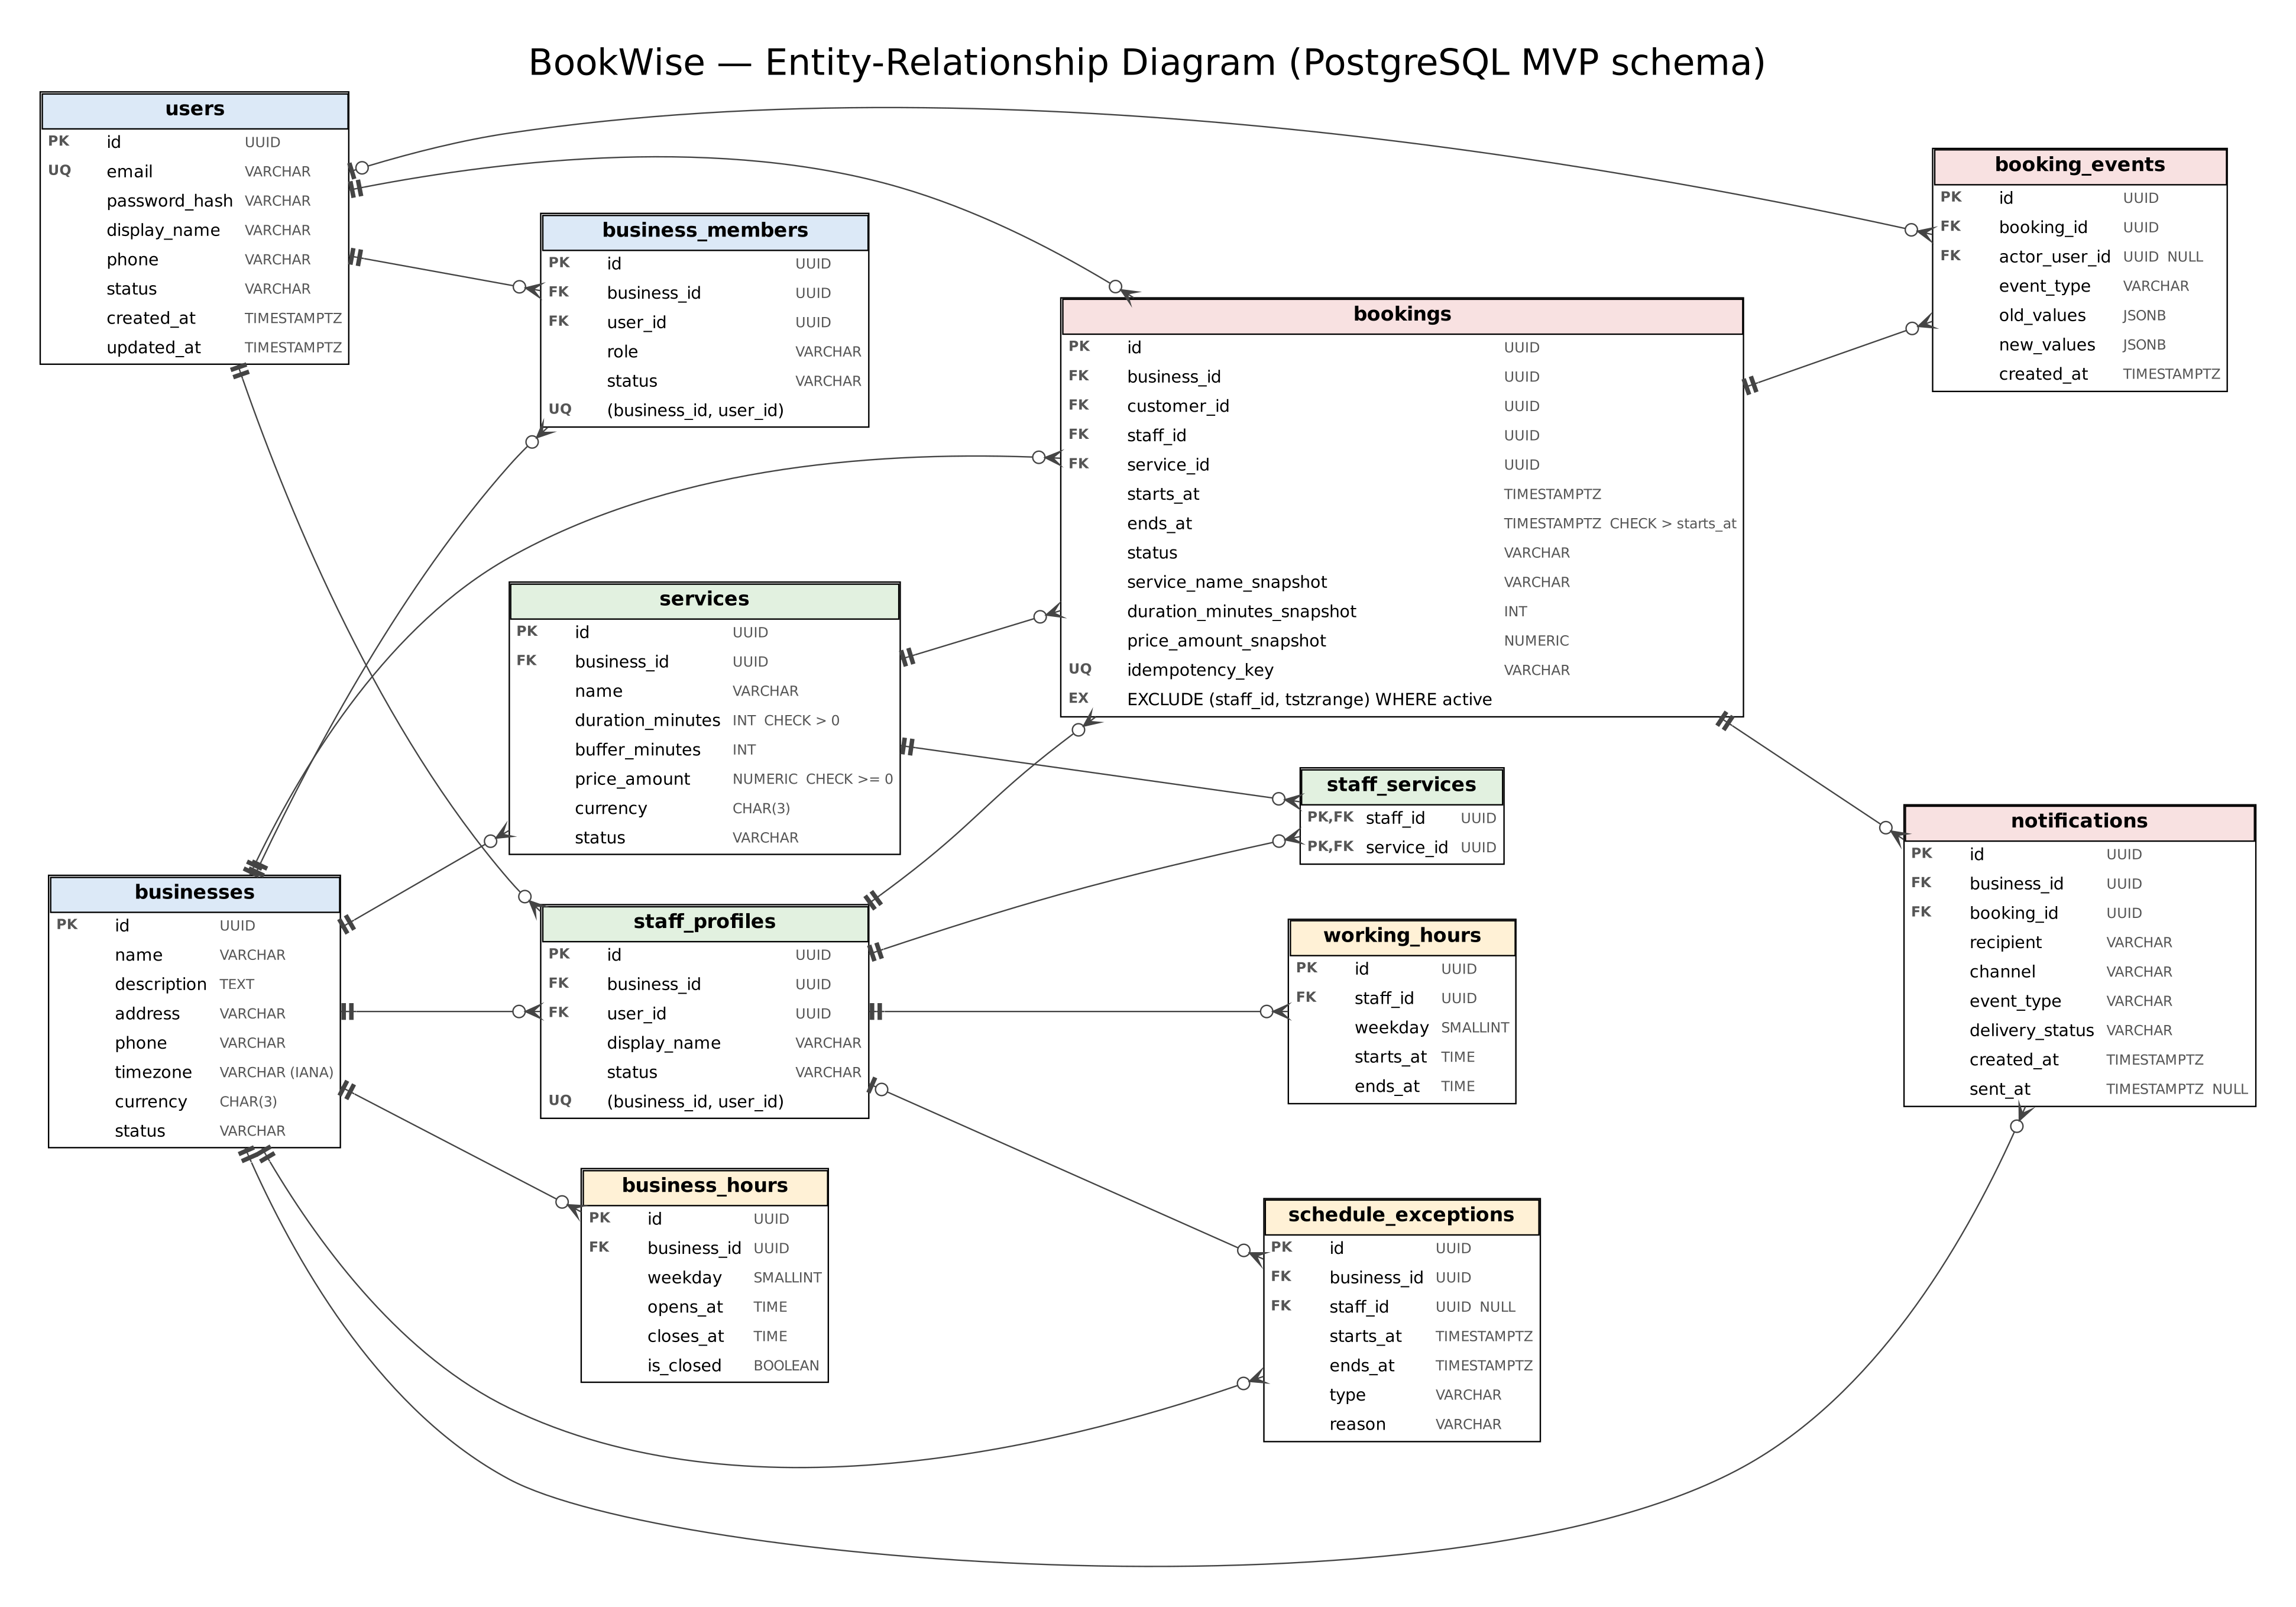 BookWise — Entity-Relationship Diagram (PostgreSQL MVP schema)
users
PK id UUID
UQ email VARCHAR
password_hash VARCHAR
display_name VARCHAR
phone VARCHAR
status VARCHAR
created_at TIMESTAMPTZ
updated_at TIMESTAMPTZ
business_members
PK id UUID
FK business_id UUID
FK user_id UUID
role VARCHAR
status VARCHAR
UQ (business_id, user_id)
bookings
PK id UUID
FK business_id UUID
FK customer_id UUID
FK staff_id UUID
FK service_id UUID
starts_at TIMESTAMPTZ
ends_at TIMESTAMPTZ CHECK > starts_at
status VARCHAR
service_name_snapshot VARCHAR
duration_minutes_snapshot INT
price_amount_snapshot NUMERIC
UQ idempotency_key VARCHAR
EX EXCLUDE (staff_id, tstzrange) WHERE active
booking_events
PK id UUID
FK booking_id UUID
FK actor_user_id UUID NULL
event_type VARCHAR
old_values JSONB
new_values JSONB
created_at TIMESTAMPTZ
services
PK id UUID
FK business_id UUID
name VARCHAR
duration_minutes INT CHECK > 0
buffer_minutes INT
price_amount NUMERIC CHECK >= 0
currency CHAR(3)
status VARCHAR
staff_services
PK,FK staff_id UUID
PK,FK service_id UUID
notifications
PK id UUID
FK business_id UUID
FK booking_id UUID
recipient VARCHAR
channel VARCHAR
event_type VARCHAR
delivery_status VARCHAR
created_at TIMESTAMPTZ
sent_at TIMESTAMPTZ NULL
businesses
PK id UUID
name VARCHAR
description TEXT
address VARCHAR
phone VARCHAR
timezone VARCHAR (IANA)
currency CHAR(3)
status VARCHAR
staff_profiles
PK id UUID
FK business_id UUID
FK user_id UUID
display_name VARCHAR
status VARCHAR
UQ (business_id, user_id)
working_hours
PK id UUID
FK staff_id UUID
weekday SMALLINT
starts_at TIME
ends_at TIME
business_hours
PK id UUID
FK business_id UUID
weekday SMALLINT
opens_at TIME
closes_at TIME
is_closed BOOLEAN
schedule_exceptions
PK id UUID
FK business_id UUID
FK staff_id UUID NULL
starts_at TIMESTAMPTZ
ends_at TIMESTAMPTZ
type VARCHAR
reason VARCHAR